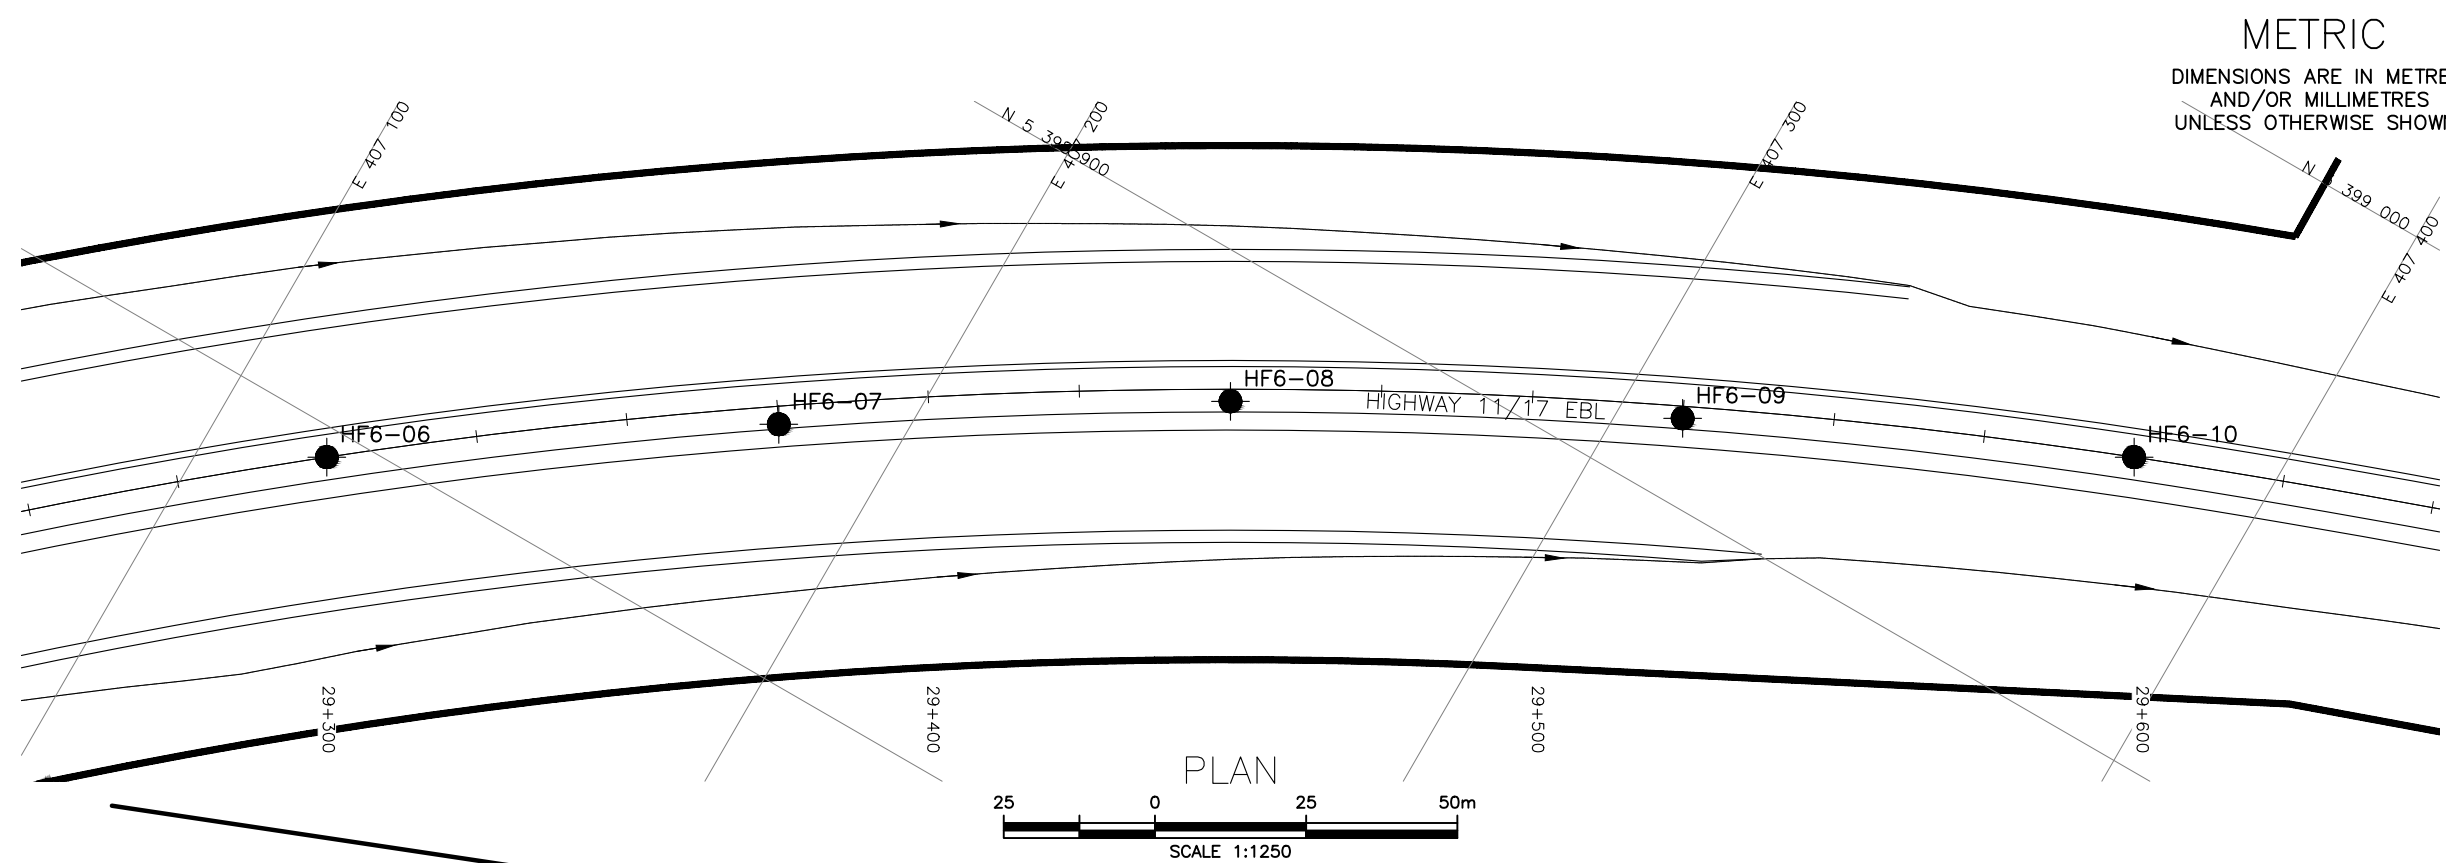 METRIC
DIMENSIONS ARE IN METRE
AND/OR MILLIMETRES
UNLESS OTHERWISE SHOWN
E 407 100
N 5 398 900
E 407 200
E 407 300
N 5 399 000
E 407 400
HF6-06
HF6-07
HF6-08
HIGHWAY 11/17 EBL
HF6-09
HF6-10
29+300
29+400
29+500
29+600
PLAN
25 0 25 50m
SCALE 1:1250